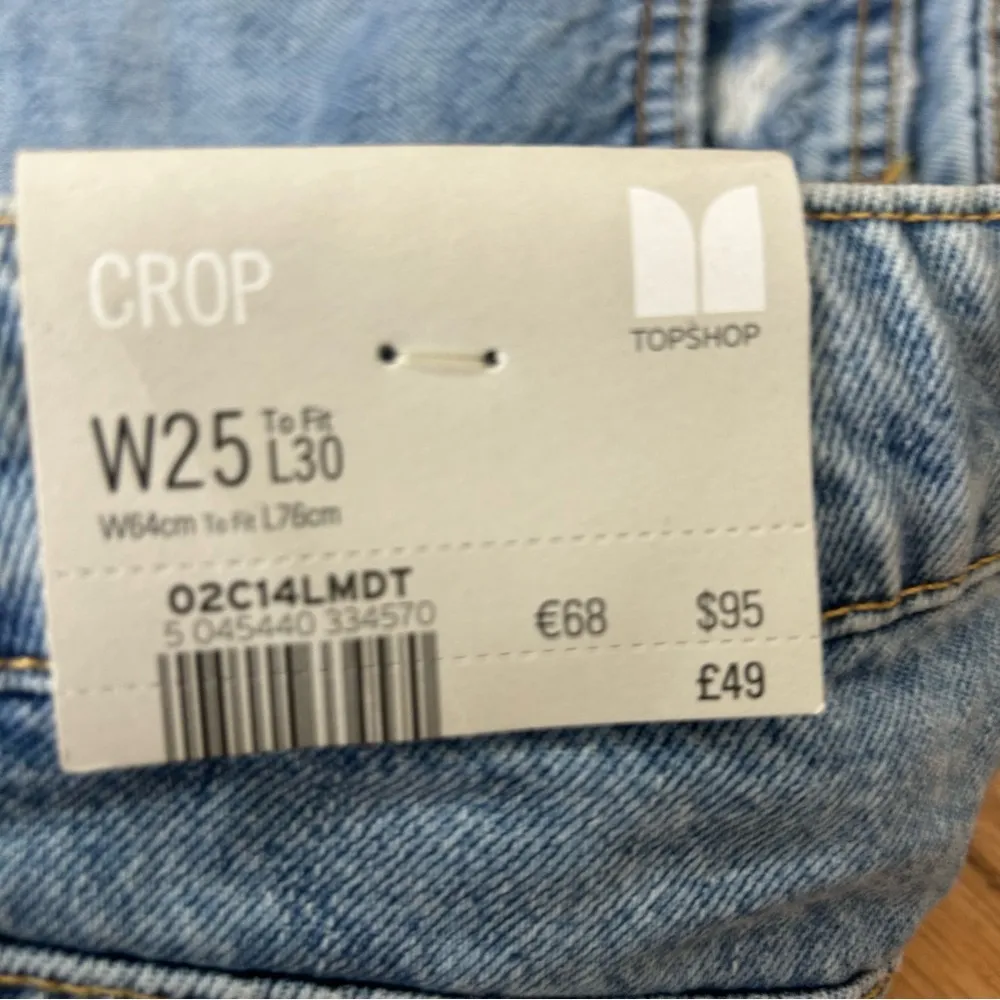 CROP
TOPSHOP
W25 To Fit L30
W64cm To Fit L76cm
02C14LMDT
5 045440 334570
€68 $95
£49